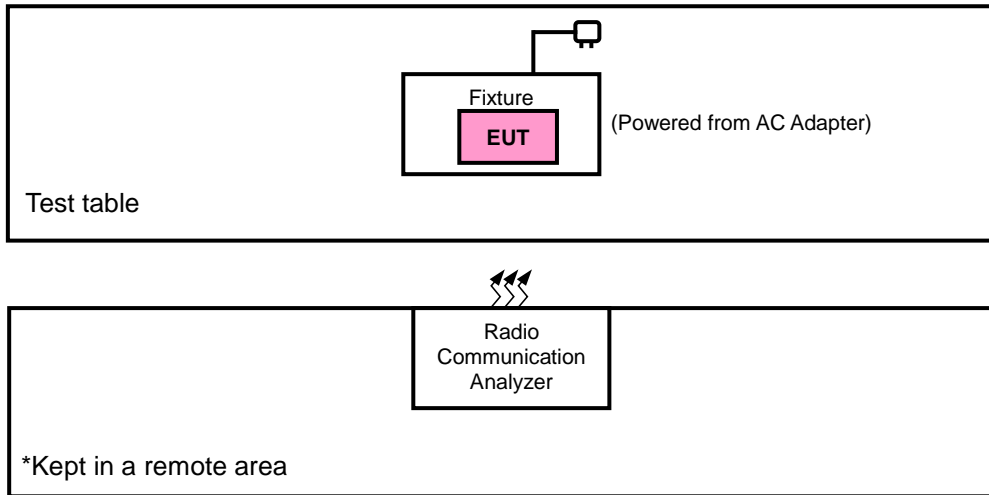 Fixture
EUT
(Powered from AC Adapter)
Test table
Radio
Communication
Analyzer
*Kept in a remote area